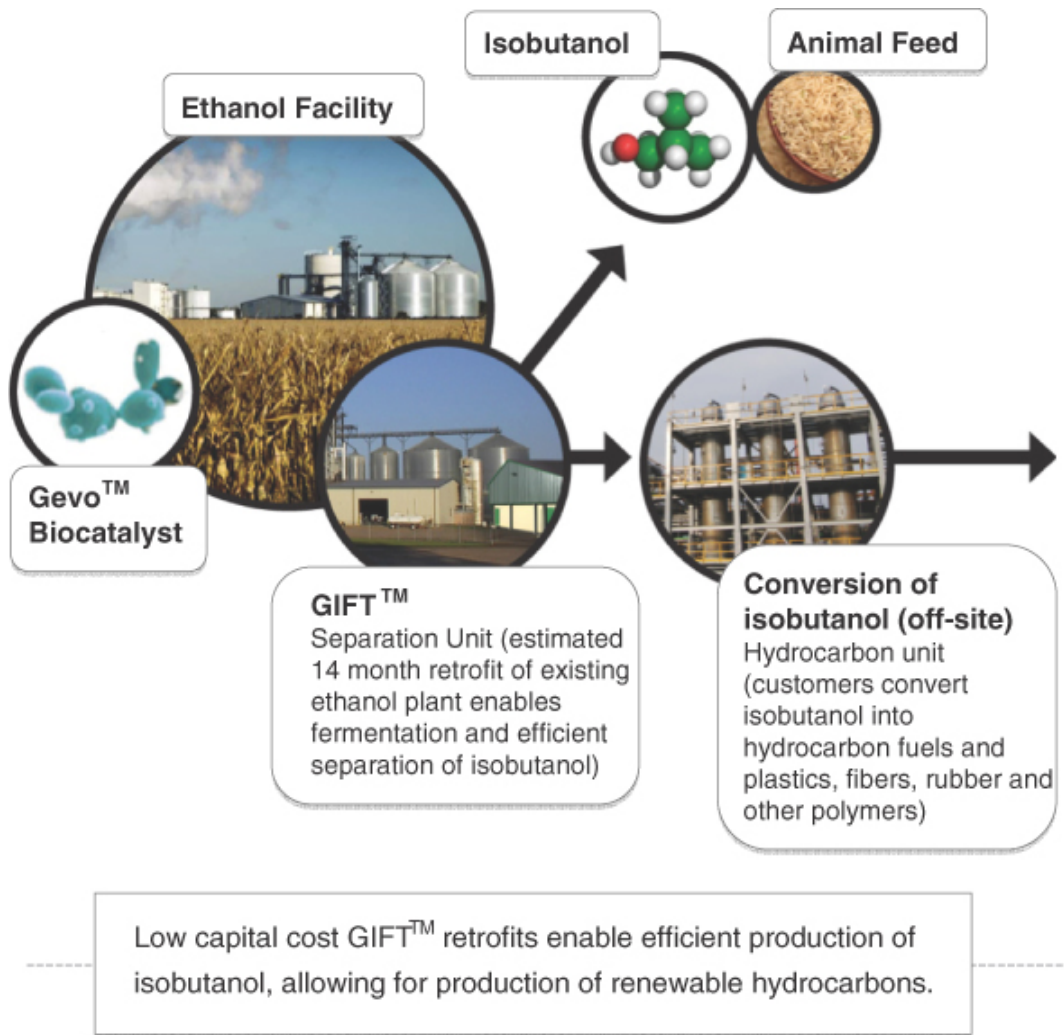 Isobutanol
Animal Feed
Ethanol Facility
Gevo™
Biocatalyst
GIFT™
Separation Unit (estimated
14 month retrofit of existing
ethanol plant enables
fermentation and efficient
separation of isobutanol)
Conversion of
isobutanol (off-site)
Hydrocarbon unit
(customers convert
isobutanol into
hydrocarbon fuels and
plastics, fibers, rubber and
other polymers)
Low capital cost GIFT™ retrofits enable efficient production of
isobutanol, allowing for production of renewable hydrocarbons.